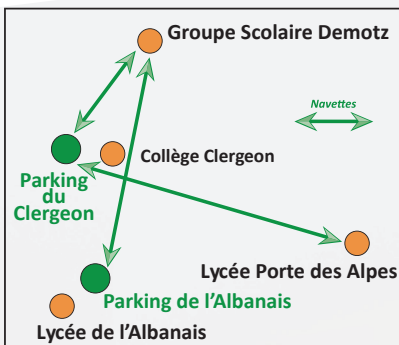 Groupe Scolaire Demotz
Navettes
Collège Clergeon
Parking
du
Clergeon
Lycée Porte des Alpes
Parking de l'Albanais
Lycée de l'Albanais